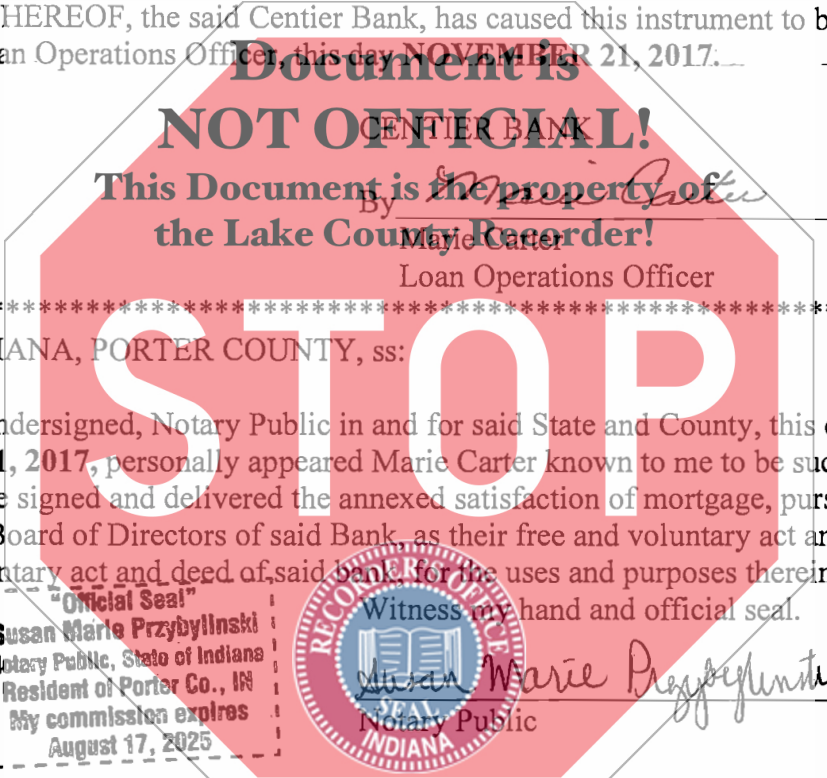 HEREOF, the said Centier Bank, has caused this instrument to b
an Operations Officer, this day NOVEMBER 21, 2017.
Document is
NOT OFFICIAL!
CENTIER BANK
This Document is the property of
By Marie Carter
the Lake County Recorder!
Marie Carter
Loan Operations Officer
****************************************************************
IANA, PORTER COUNTY, ss:
STOP
ndersigned, Notary Public in and for said State and County, this
1, 2017, personally appeared Marie Carter known to me to be suc
e signed and delivered the annexed satisfaction of mortgage, purs
Board of Directors of said Bank, as their free and voluntary act an
ntary act and deed of said bank, for the uses and purposes therein
"Official Seal"
Susan Marie Przybylinski
Notary Public, State of Indiana
Resident of Porter Co., IN
My commission expires
August 17, 2025
RECORDER'S OFFICE
SEAL
INDIANA
Witness my hand and official seal.
Susan Marie Przybylinski
Notary Public